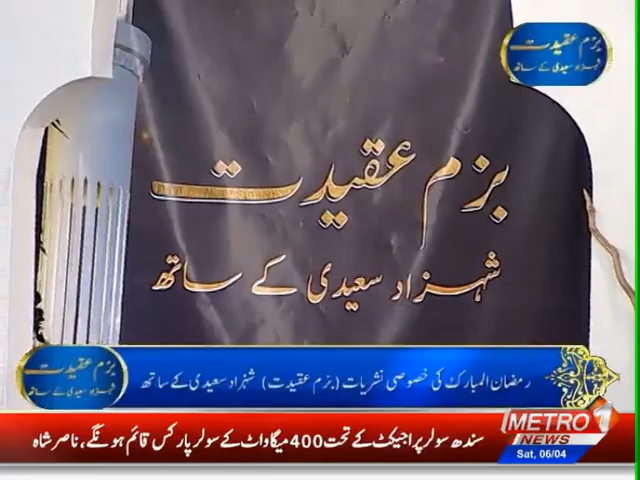 بزم عقیدت
شہزاد سعیدی کے ساتھ
بزم عقیدت
شہزاد سعیدی کے ساتھ
بزم عقیدت
شہزاد سعیدی کے ساتھ
رمضان المبارک کی خصوصی نشریات (بزم عقیدت) شہزاد سعیدی کے ساتھ
سندھ سولر پراجیکٹ کے تحت 400 میگاواٹ کے سولر پارکس قائم ہونگے، ناصر شاہ
METRO 1
NEWS
Sat, 06/04